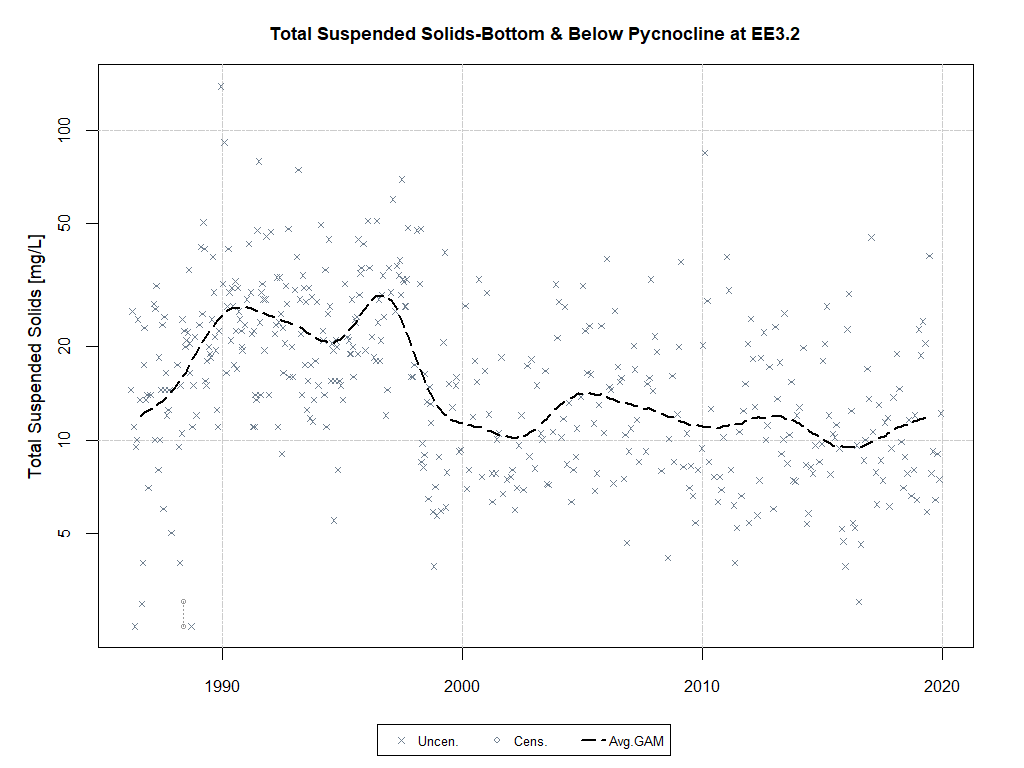 Total Suspended Solids-Bottom & Below Pycnocline at EE3.2
Total Suspended Solids [mg/L]
100
50
20
10
5
1990 2000 2010 2020
Uncen. Cens. Avg.GAM